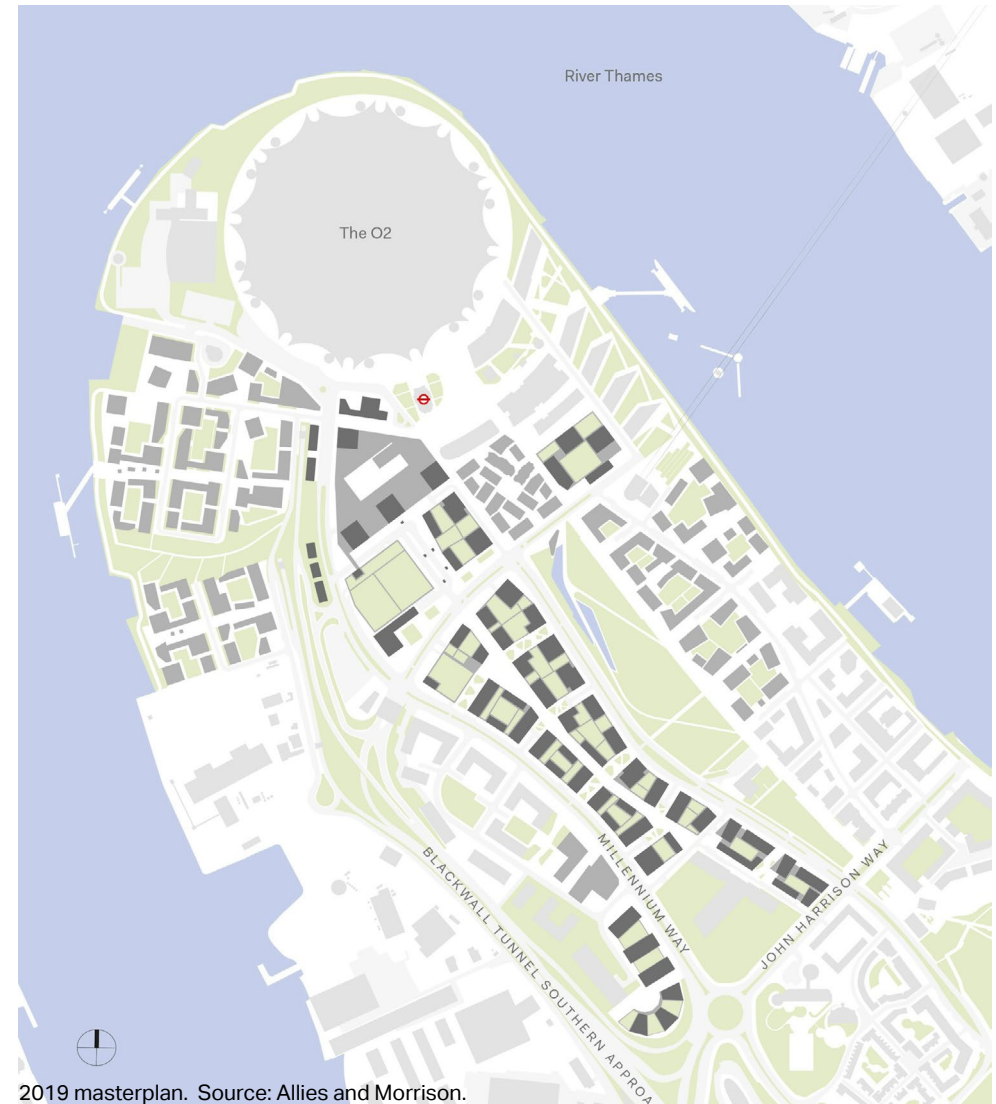 River Thames
The O2
MILLENNIUM WAY
JOHN HARRISON WAY
BLACKWALL TUNNEL SOUTHERN APPROA
2019 masterplan. Source: Allies and Morrison.